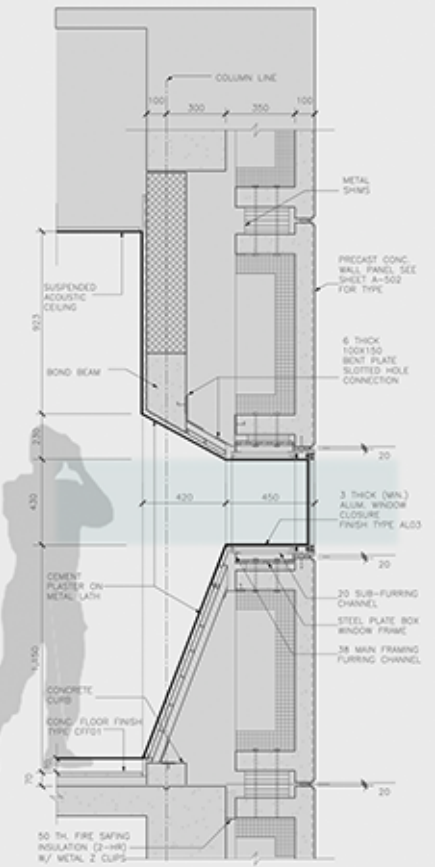 COLUMN LINE
100
300
350
100
METAL
SHIMS
PRECAST CONC.
WALL PANEL SEE
SHEET A-502
FOR TYPE
SUSPENDED
ACOUSTIC
CEILING
923
6 THICK
100X150
BENT PLATE
SLOTTED HOLE
CONNECTION
BOND BEAM
230
20
430
420
450
3 THICK (MIN.)
ALUM. WINDOW
CLOSURE
FINISH TYPE AL03
20
CEMENT
PLASTER ON
METAL LATH
20 SUB-FURRING
CHANNEL
STEEL PLATE BOX
WINDOW FRAME
38 MAIN FRAMING
FURRING CHANNEL
CONCRETE
CURB
CONC. FLOOR FINISH
TYPE CFF01
70
20
50 TH. FIRE SAFING
INSULATION (2-HR)
W/ METAL Z CLIPS